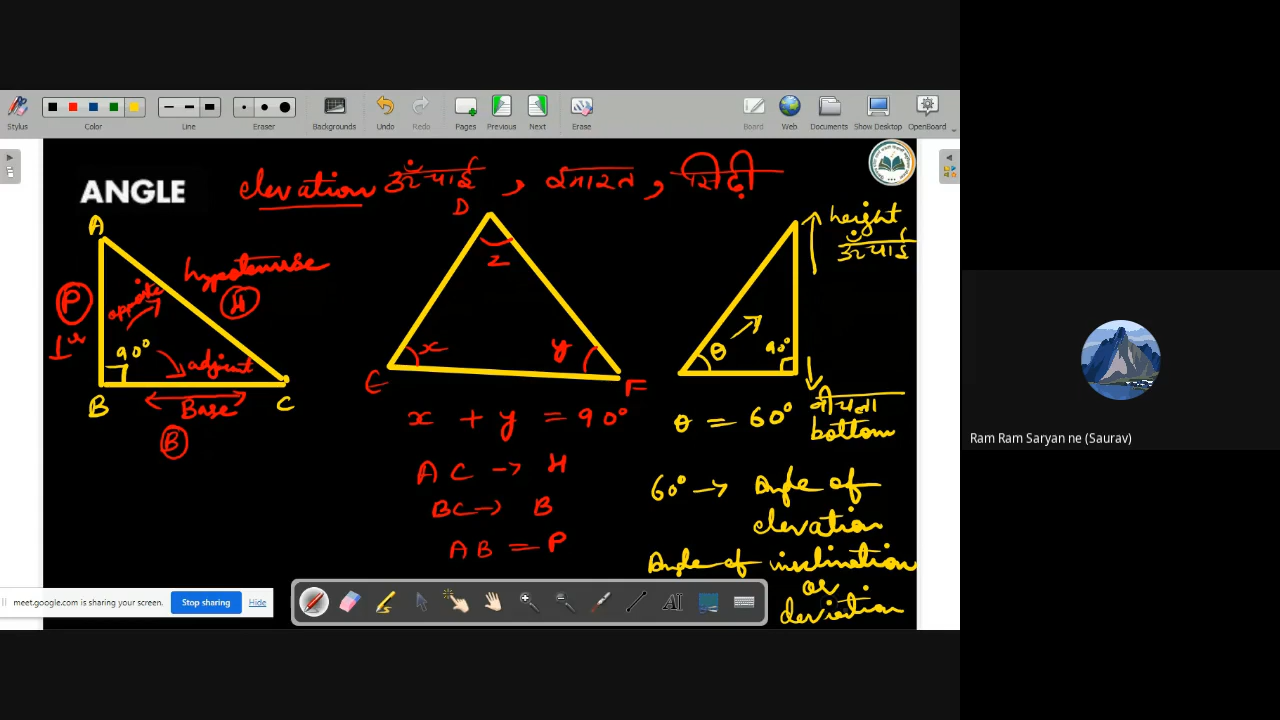 Stylus Color Line Eraser Backgrounds Undo Redo Pages Previous Next Erase Board Web Documents Show Desktop OpenBoard
ANGLE elevation ऊँचाई , इमारत , सिढ़ी
A
hypotenuse
H
P
opposite
90°
adjint
B
Base
C
B
D
z
x
y
E
F
x + y = 90°
AC → H
BC → B
AB = P
height
ऊँचाई
θ
90°
नीचला
bottom
θ = 60°
60° → Angle of
elevation
Angle of inclination
or
deviation
meet.google.com is sharing your screen. Stop sharing Hide
Ram Ram Saryan ne (Saurav)